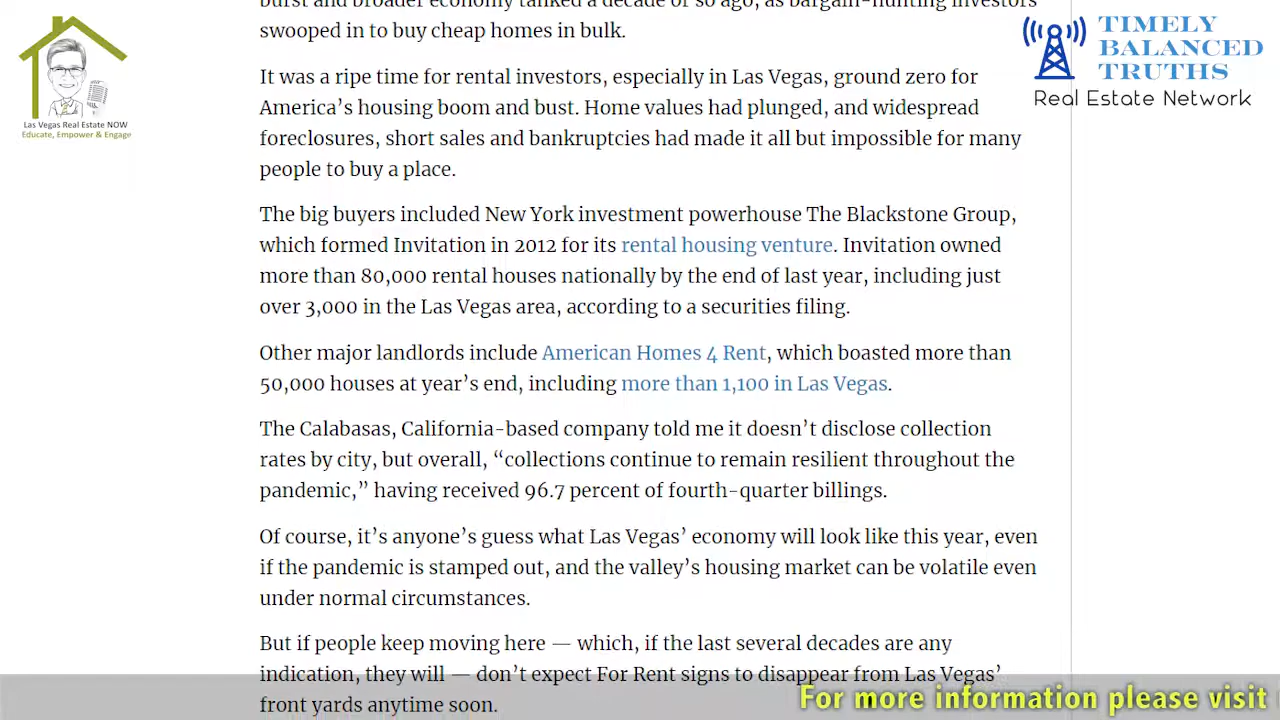 burst and broader economy tanked a decade or so ago, as bargain-hunting investors
swooped in to buy cheap homes in bulk.
It was a ripe time for rental investors, especially in Las Vegas, ground zero for
America’s housing boom and bust. Home values had plunged, and widespread
foreclosures, short sales and bankruptcies had made it all but impossible for many
people to buy a place.
The big buyers included New York investment powerhouse The Blackstone Group,
which formed Invitation in 2012 for its rental housing venture. Invitation owned
more than 80,000 rental houses nationally by the end of last year, including just
over 3,000 in the Las Vegas area, according to a securities filing.
Other major landlords include American Homes 4 Rent, which boasted more than
50,000 houses at year’s end, including more than 1,100 in Las Vegas.
The Calabasas, California-based company told me it doesn’t disclose collection
rates by city, but overall, “collections continue to remain resilient throughout the
pandemic,” having received 96.7 percent of fourth-quarter billings.
Of course, it’s anyone’s guess what Las Vegas’ economy will look like this year, even
if the pandemic is stamped out, and the valley’s housing market can be volatile even
under normal circumstances.
But if people keep moving here — which, if the last several decades are any
indication, they will — don’t expect For Rent signs to disappear from Las Vegas’
front yards anytime soon.
Las Vegas Real Estate NOW
Educate, Empower & Engage
TIMELY
BALANCED
TRUTHS
Real Estate Network
For more information please visit